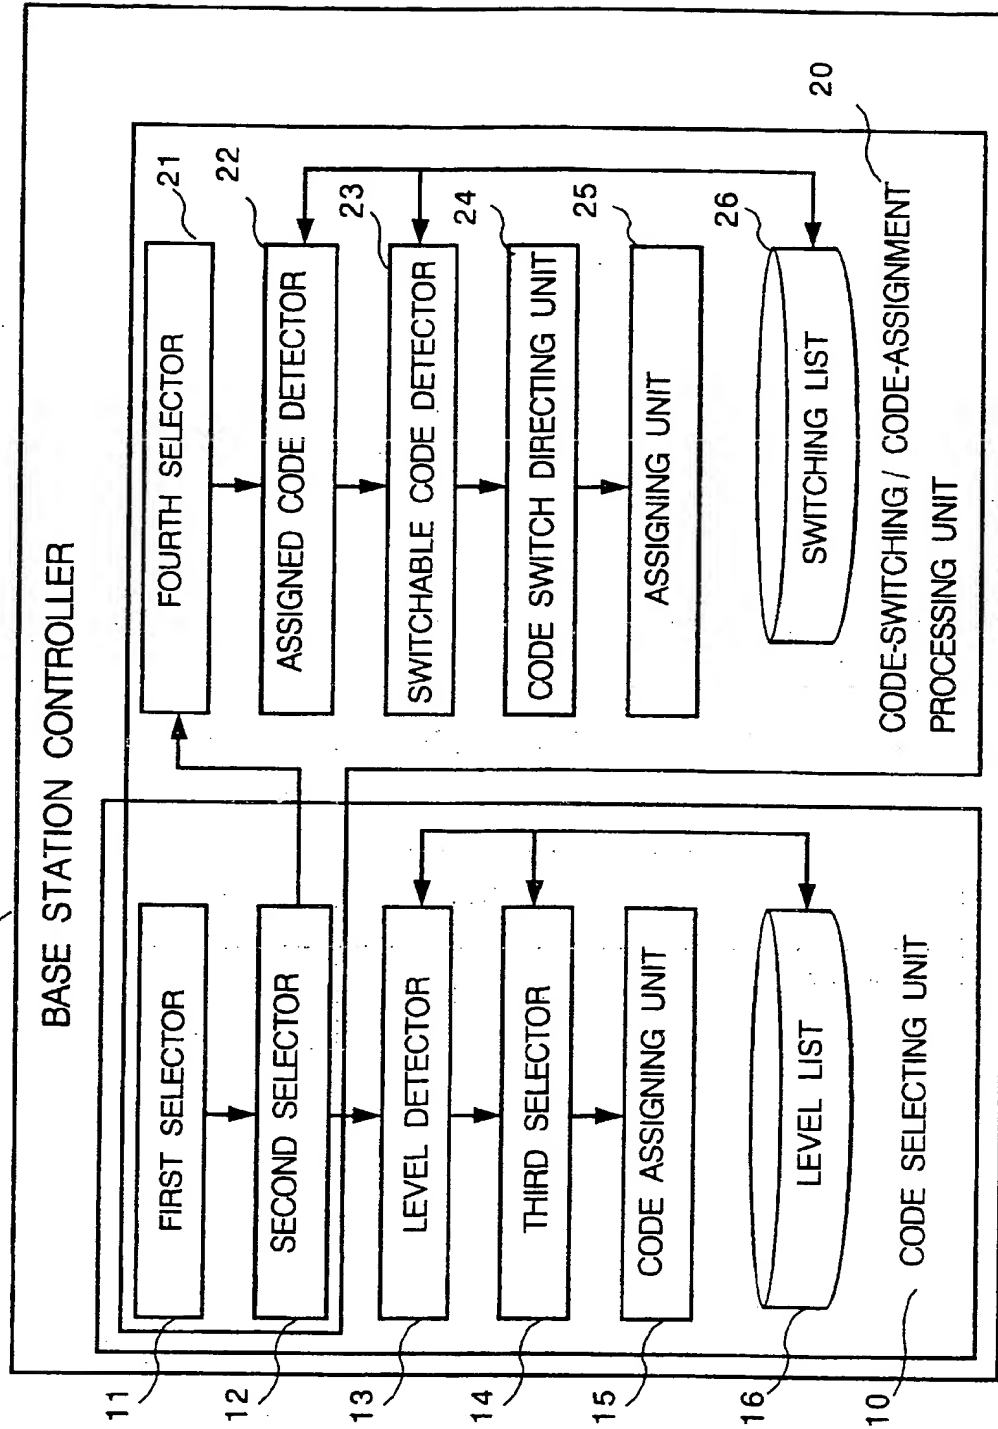 BASE STATION CONTROLLER
11
FIRST SELECTOR
12
SECOND SELECTOR
13
LEVEL DETECTOR
14
THIRD SELECTOR
15
CODE ASSIGNING UNIT
16
LEVEL LIST
10
CODE SELECTING UNIT
FOURTH SELECTOR
21
ASSIGNED CODE DETECTOR
22
SWITCHABLE CODE DETECTOR
23
CODE SWITCH DIRECTING UNIT
24
ASSIGNING UNIT
25
SWITCHING LIST
26
CODE-SWITCHING / CODE-ASSIGNMENT
PROCESSING UNIT
20